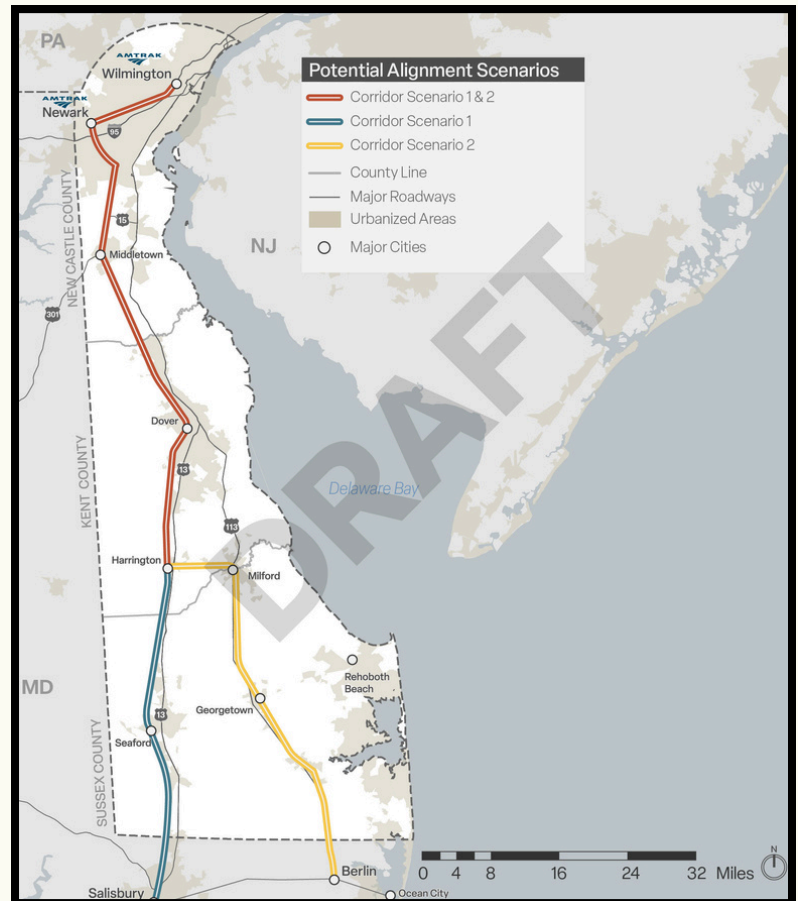 PA
AMTRAK
Wilmington
AMTRAK
Newark
95
NEW CASTLE COUNTY
15
Middletown
301
NJ
Potential Alignment Scenarios
Corridor Scenario 1 & 2
Corridor Scenario 1
Corridor Scenario 2
County Line
Major Roadways
Urbanized Areas
Major Cities
DRAFT
Dover
KENT COUNTY
13
Delaware Bay
113
Harrington
Milford
MD
Rehoboth
Beach
Georgetown
13
Seaford
SUSSEX COUNTY
Salisbury
Berlin
Ocean City
0 4 8 16 24 32 Miles
N